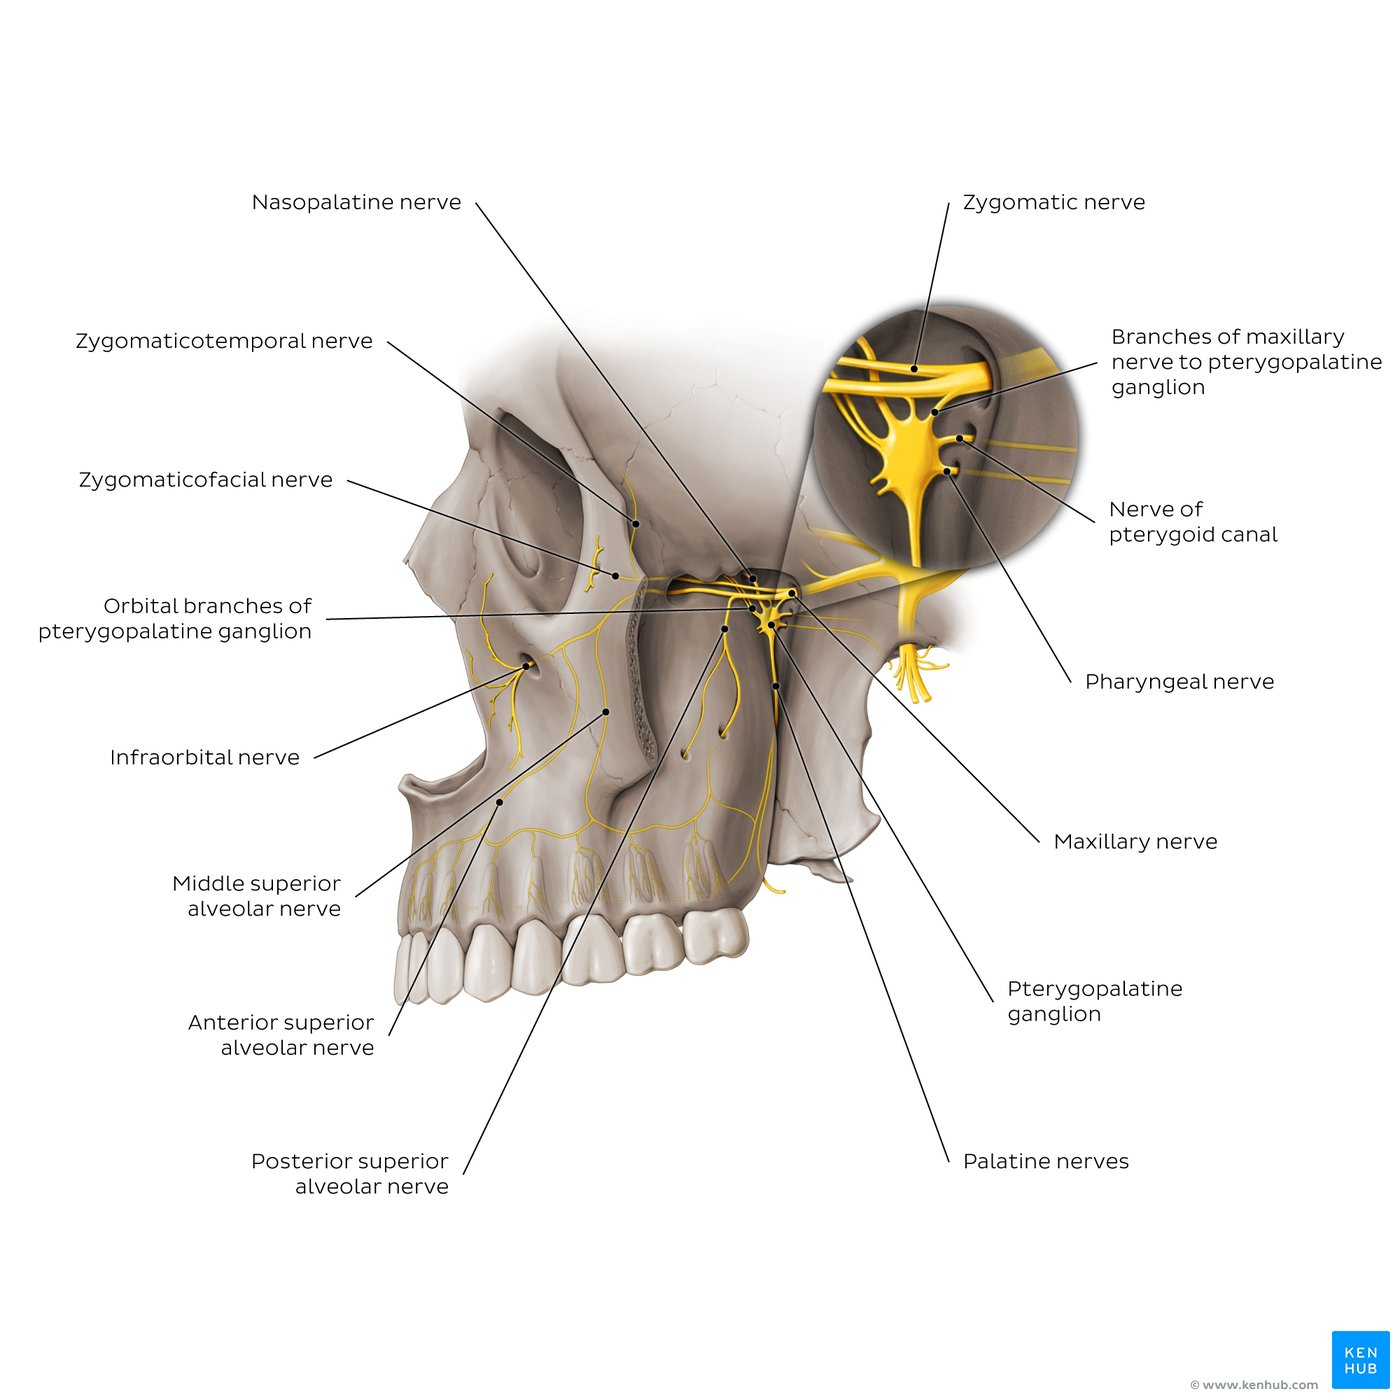 Nasopalatine nerve
Zygomaticotemporal nerve
Zygomaticofacial nerve
Orbital branches of
pterygopalatine ganglion
Infraorbital nerve
Middle superior
alveolar nerve
Anterior superior
alveolar nerve
Posterior superior
alveolar nerve
Zygomatic nerve
Branches of maxillary
nerve to pterygopalatine
ganglion
Nerve of
pterygoid canal
Pharyngeal nerve
Maxillary nerve
Pterygopalatine
ganglion
Palatine nerves
KEN
HUB
© www.kenhub.com